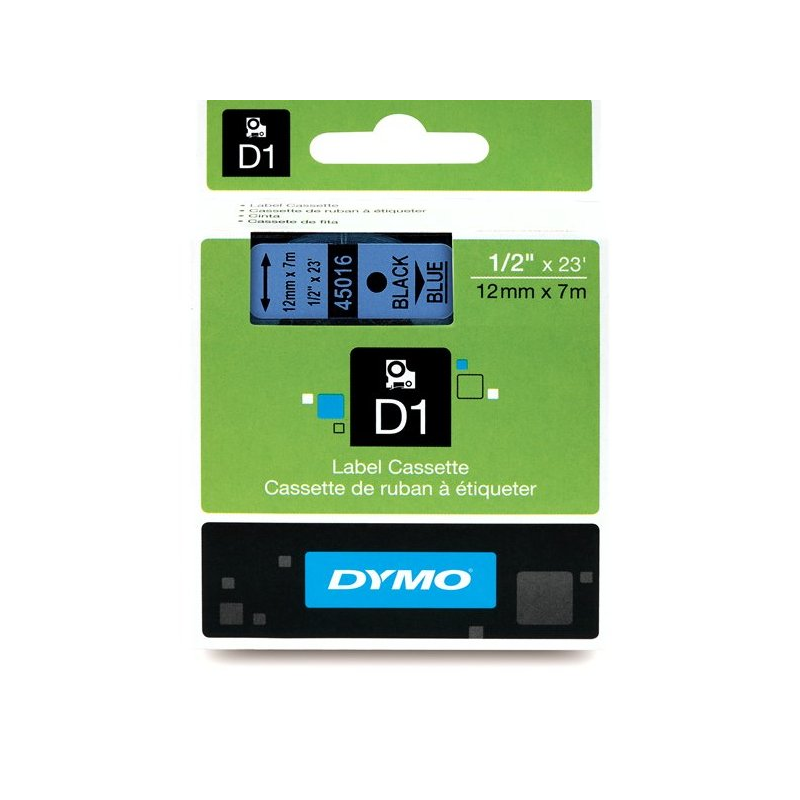 D1
• Label Cassette
• Cassette de ruban à étiqueter
• Cinta
• Cassete de fita
12mm x 7m
1/2" x 23'
45016
BLACK
BLUE
1/2" x 23'
12mm x 7m
D1
Label Cassette
Cassette de ruban à étiqueter
DYMO®